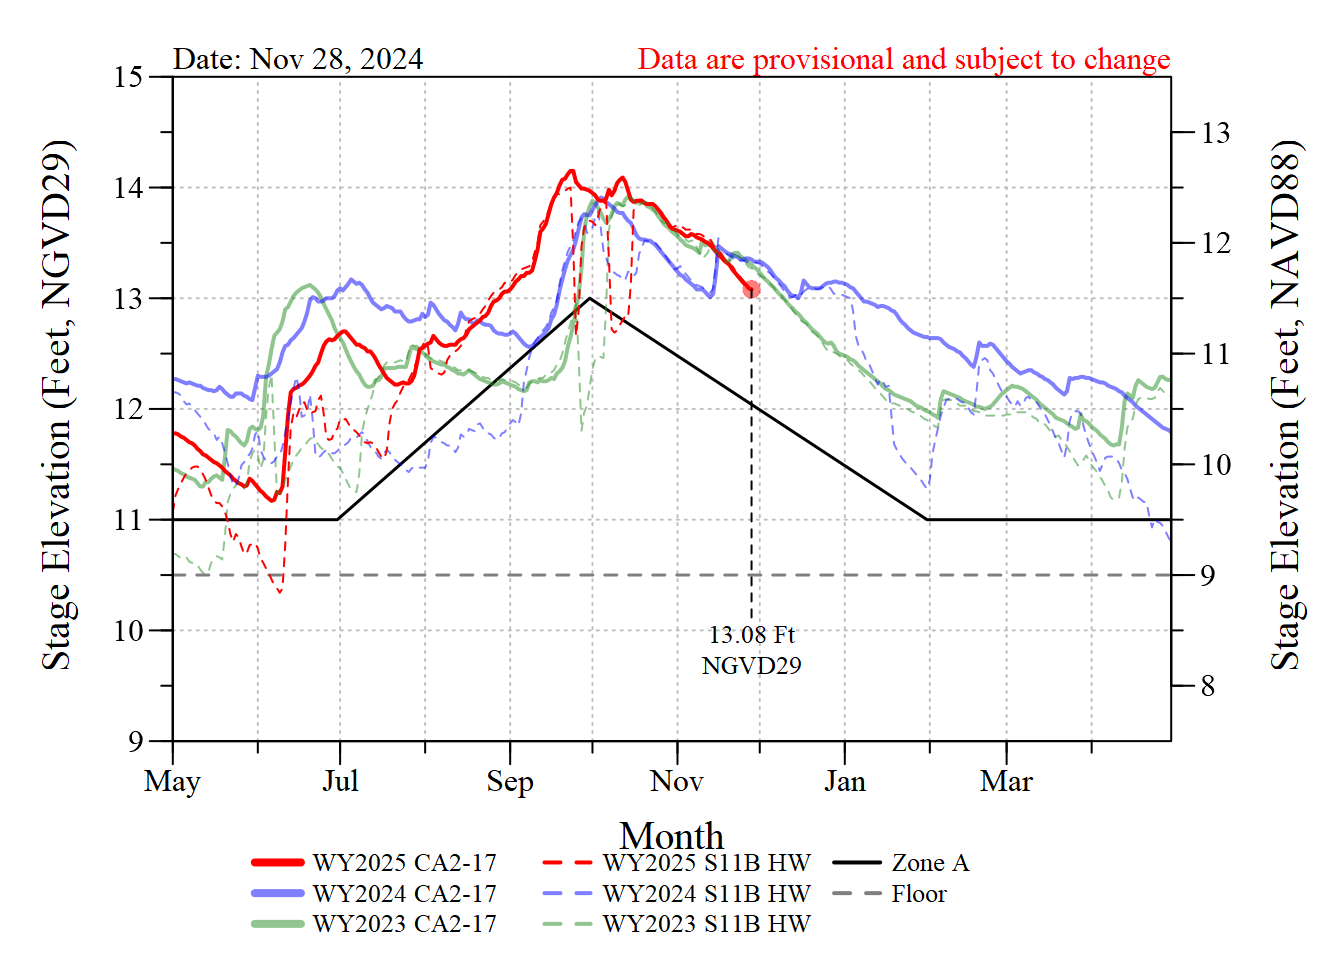 Date: Nov 28, 2024
Data are provisional and subject to change
Stage Elevation (Feet, NGVD29)
15
14
13
12
11
10
9
13
12
11
10
9
8
Stage Elevation (Feet, NAVD88)
13.08 Ft
NGVD29
May Jul Sep Nov Jan Mar
Month
WY2025 CA2-17 WY2025 S11B HW Zone A
WY2024 CA2-17 WY2024 S11B HW Floor
WY2023 CA2-17 WY2023 S11B HW